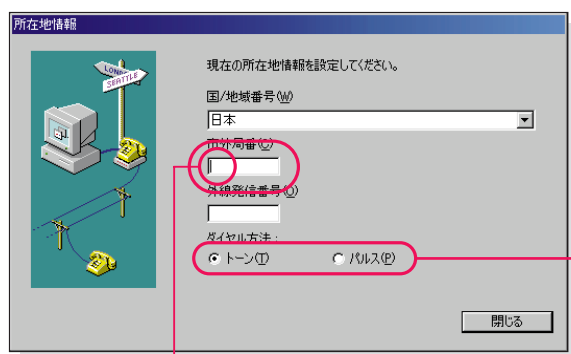 所在地情報
LONDON
SEATTLE
現在の所在地情報を設定してください。
国/地域番号(W)
日本
市外局番(C)
外線発信番号(O)
ダイヤル方法:
トーン(T) パルス(P)
閉じる